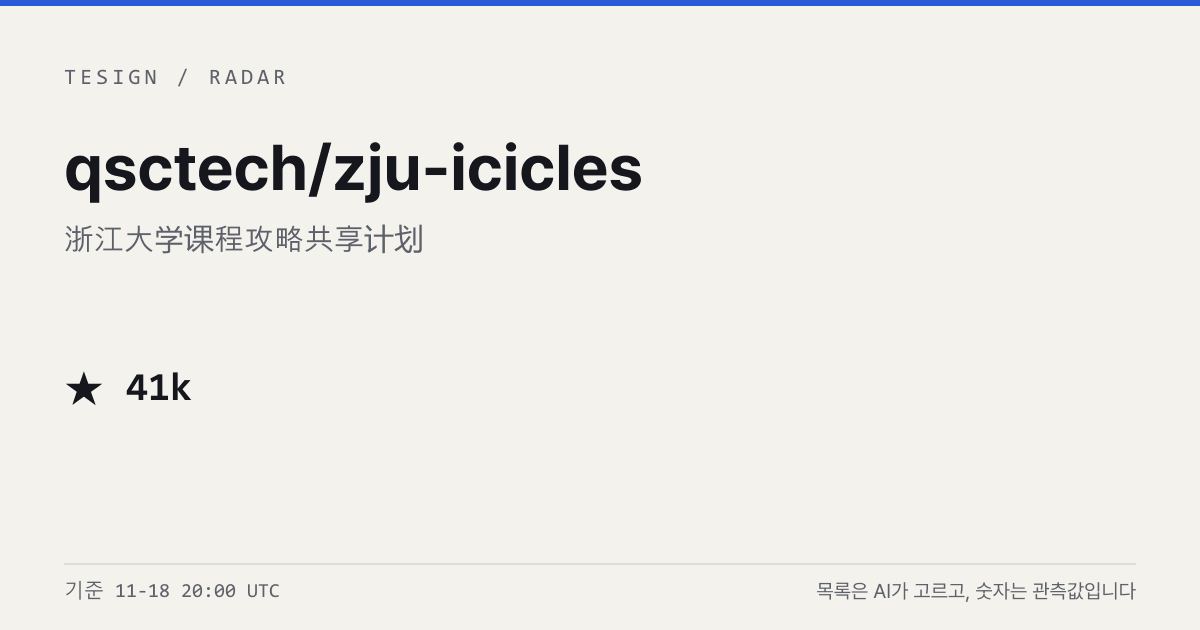 TESIGN / RADAR
qsctech/zju-icicles
浙江大学课程攻略共享计划
★ 41k
기준 11-18 20:00 UTC
목록은 AI가 고르고, 숫자는 관측값입니다